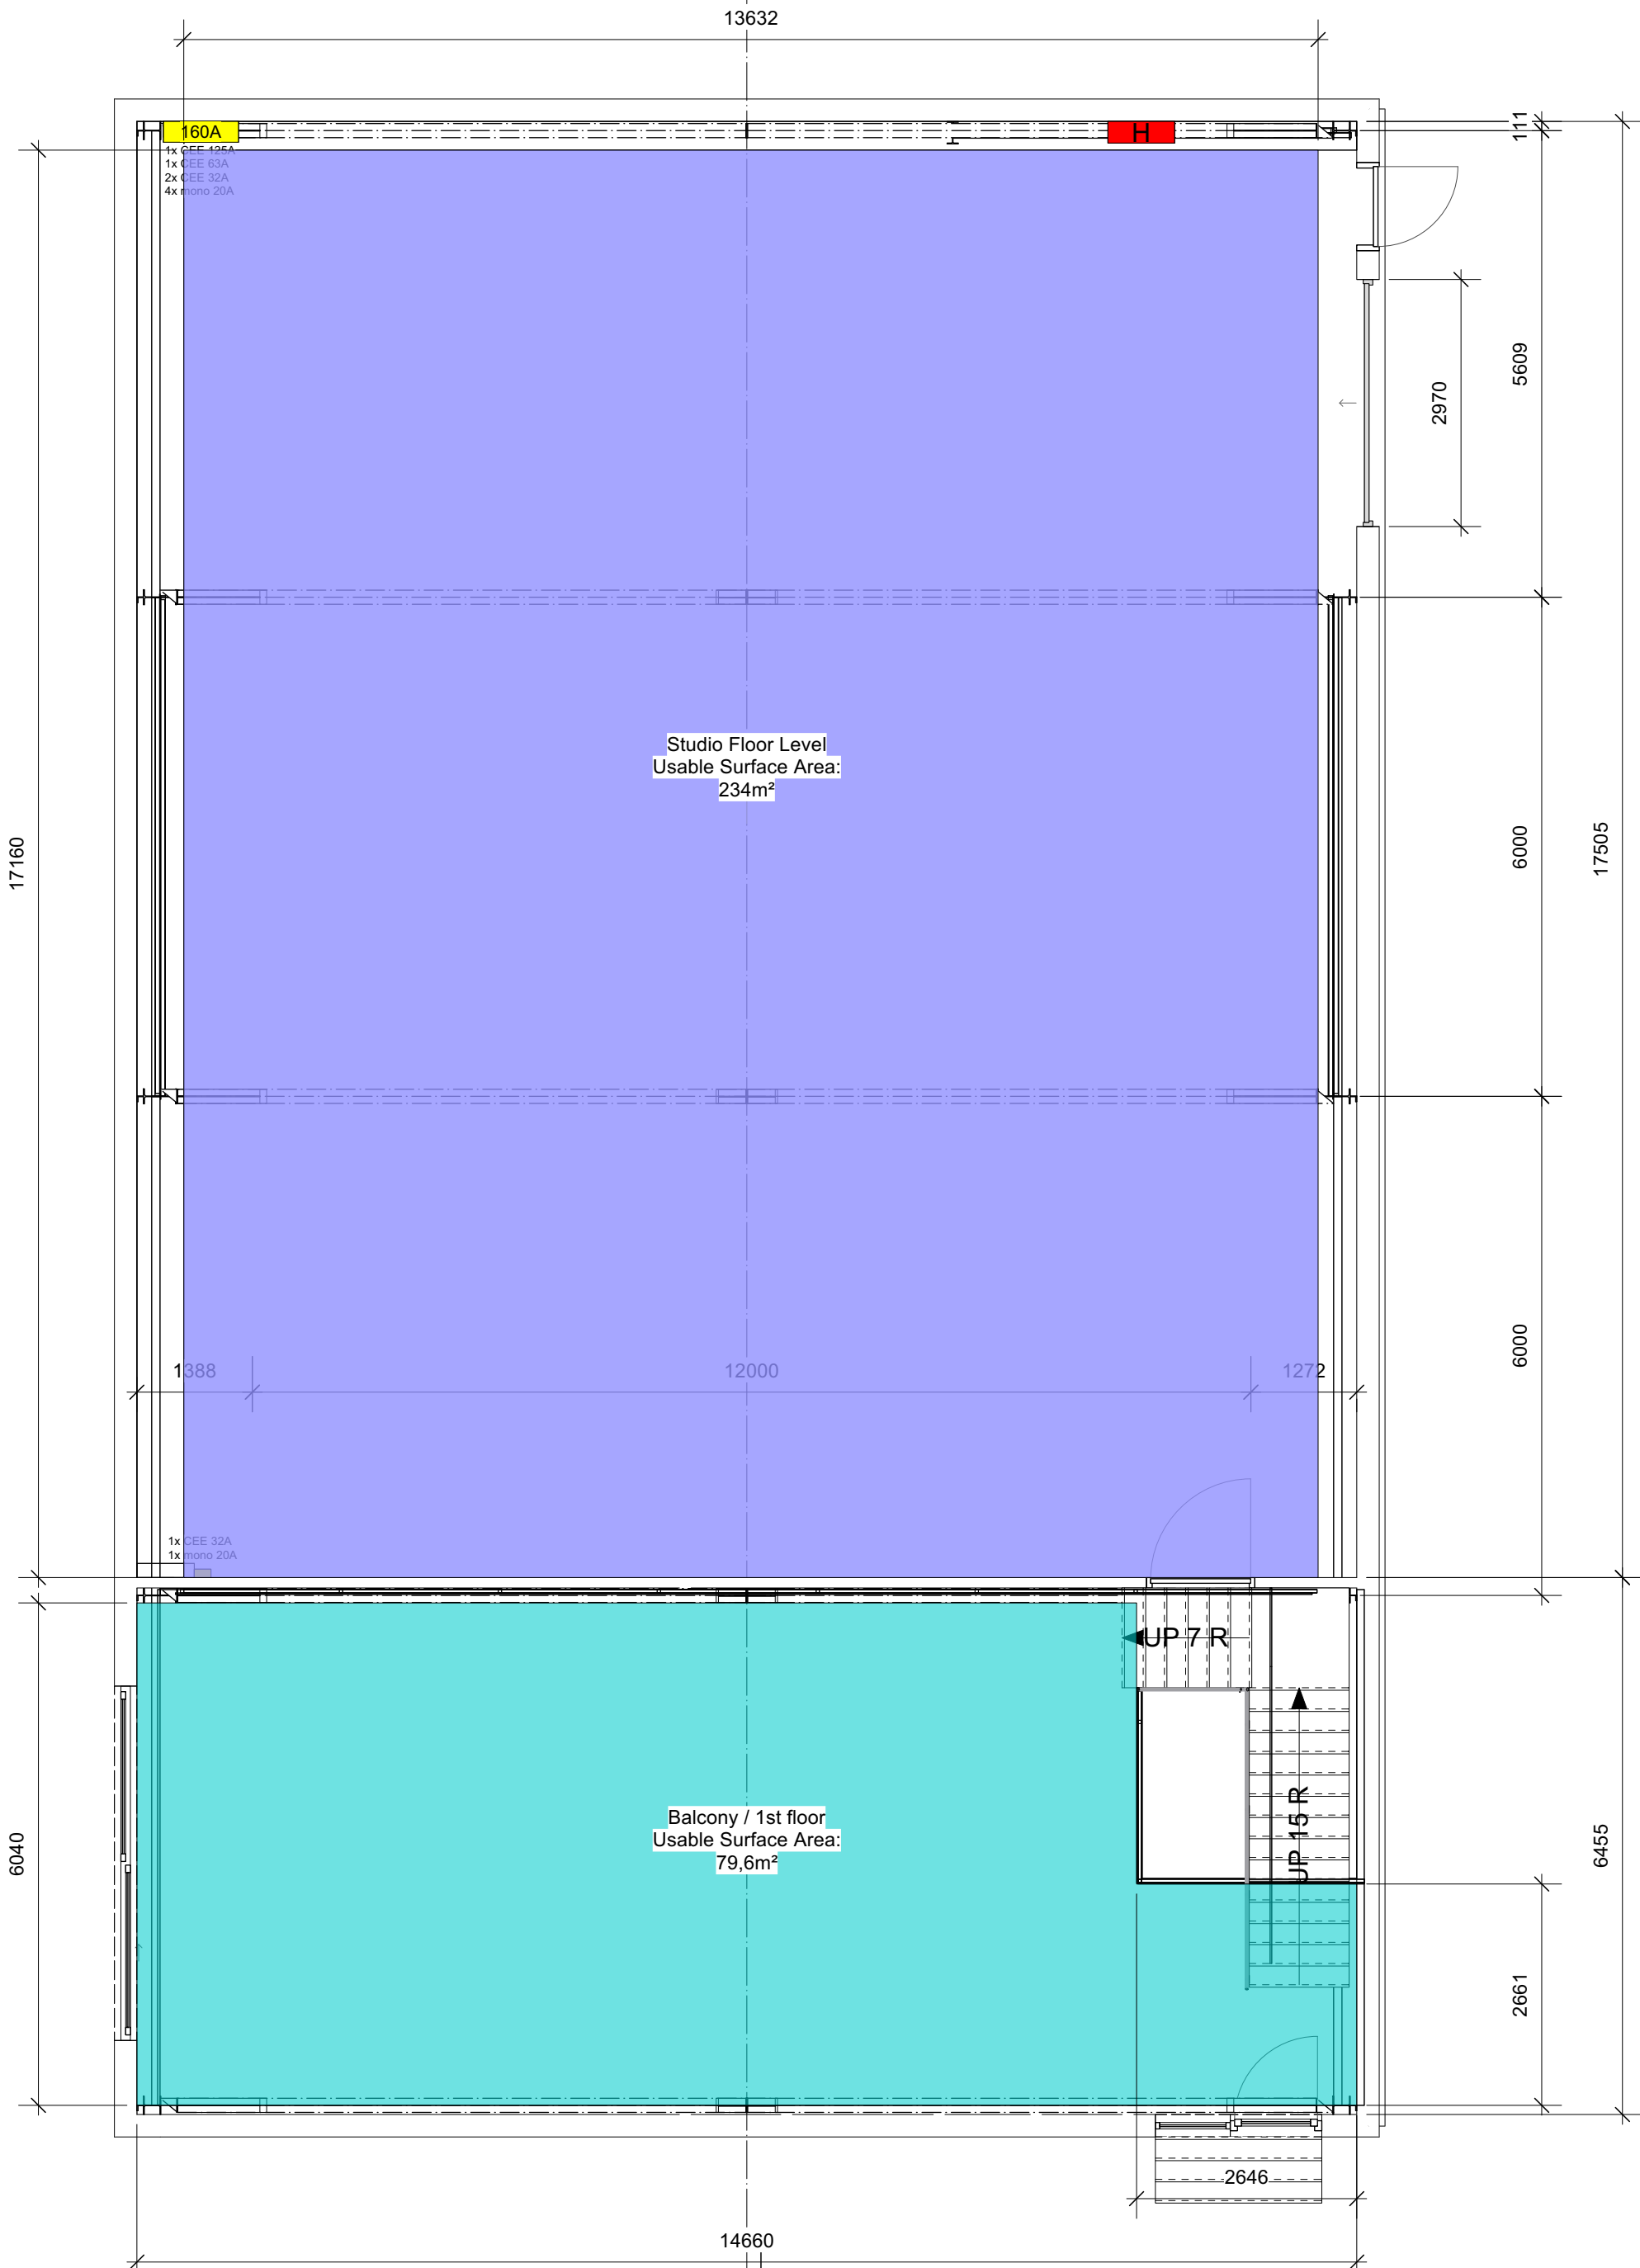 13632
160A
H
111
1x CEE 125A
1x CEE 63A
2x CEE 32A
4x mono 20A
5609
2970
Studio Floor Level
Usable Surface Area:
234m²
17160
6000
17505
6000
1388
12000
1272
1x CEE 32A
1x mono 20A
UP 7 R
UP 15 R
Balcony / 1st floor
Usable Surface Area:
79,6m²
6040
6455
2661
2646
14660